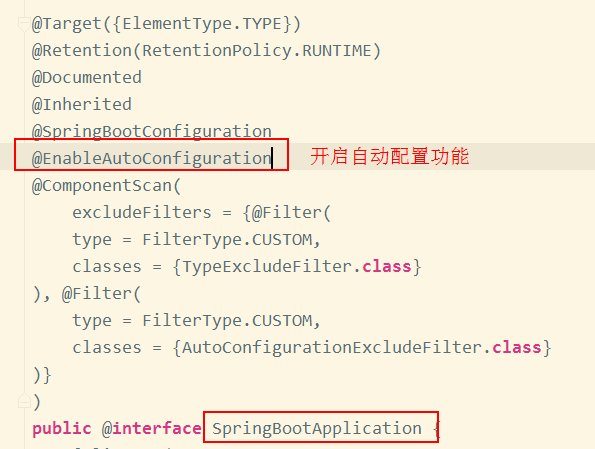 @Target({ElementType.TYPE})
@Retention(RetentionPolicy.RUNTIME)
@Documented
@Inherited
@SpringBootConfiguration
@EnableAutoConfiguration 开启自动配置功能
@ComponentScan(
    excludeFilters = {@Filter(
    type = FilterType.CUSTOM,
    classes = {TypeExcludeFilter.class}
), @Filter(
    type = FilterType.CUSTOM,
    classes = {AutoConfigurationExcludeFilter.class}
)}
)
public @interface SpringBootApplication {